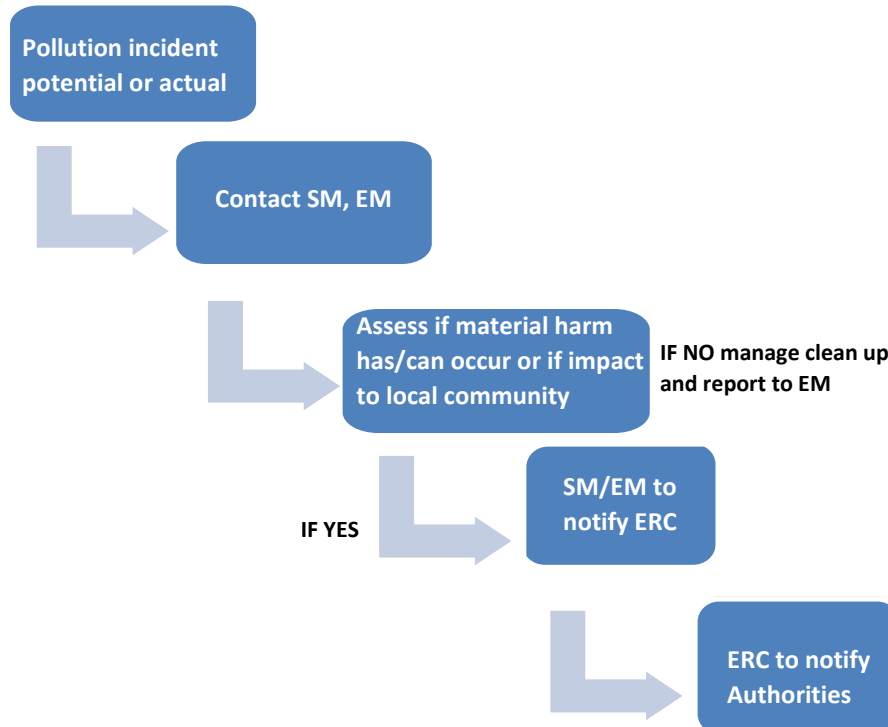 Pollution incident
potential or actual
Contact SM, EM
Assess if material harm
has/can occur or if impact
to local community
IF NO manage clean up
and report to EM
IF YES
SM/EM to
notify ERC
ERC to notify
Authorities